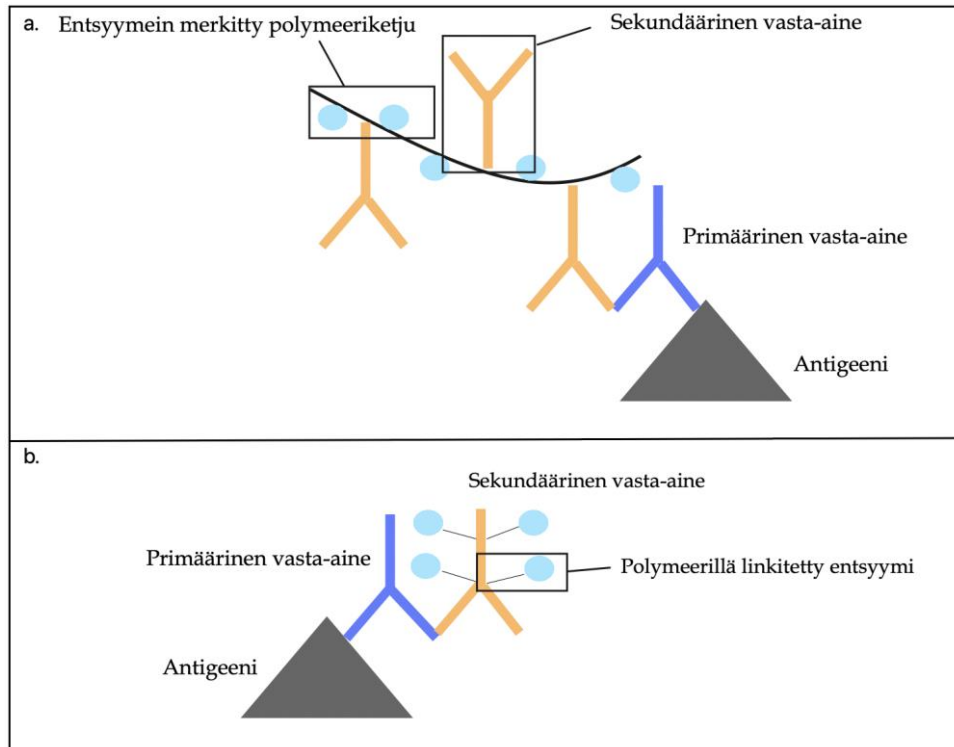 a.
Entsyymein merkitty polymeeriketju
Sekundäärinen vasta-aine
Primäärinen vasta-aine
Antigeeni
b.
Sekundäärinen vasta-aine
Primäärinen vasta-aine
Polymeerillä linkitetty entsyymi
Antigeeni